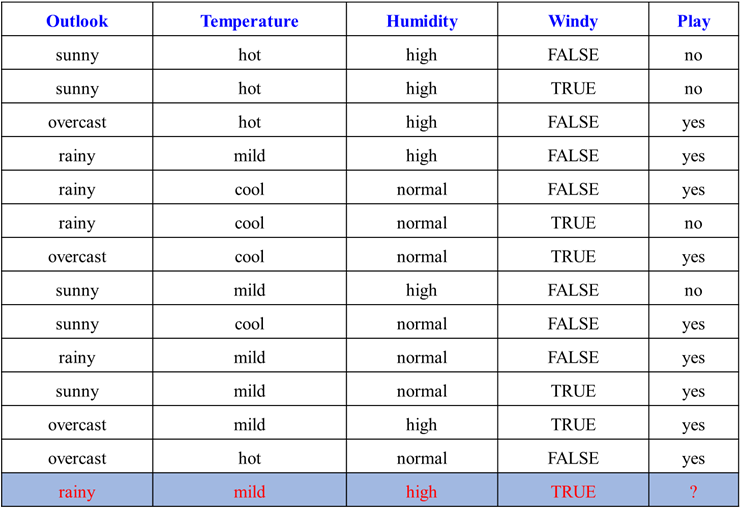 Outlook Temperature Humidity Windy Play
sunny hot high FALSE no
sunny hot high TRUE no
overcast hot high FALSE yes
rainy mild high FALSE yes
rainy cool normal FALSE yes
rainy cool normal TRUE no
overcast cool normal TRUE yes
sunny mild high FALSE no
sunny cool normal FALSE yes
rainy mild normal FALSE yes
sunny mild normal TRUE yes
overcast mild high TRUE yes
overcast hot normal FALSE yes
rainy mild high TRUE ?